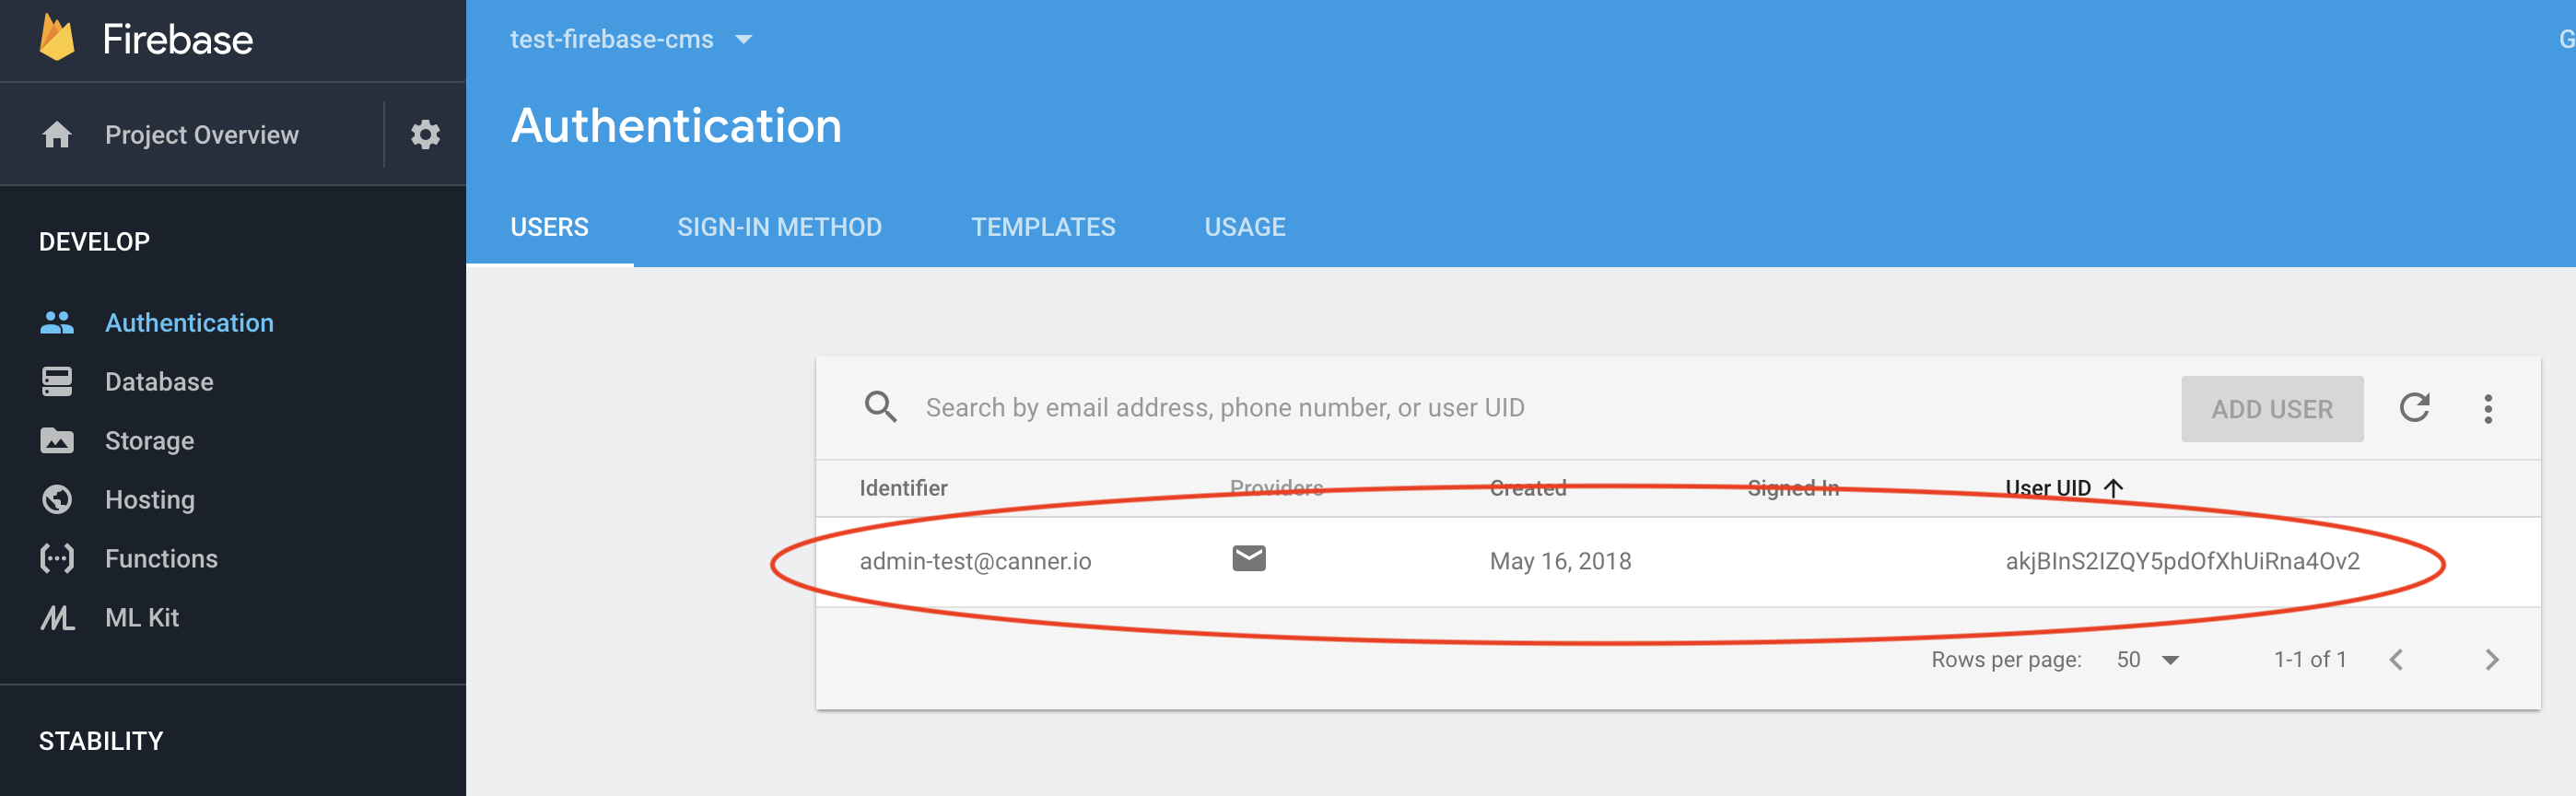 Firebase
Project Overview
DEVELOP
Authentication
Database
Storage
Hosting
Functions
ML Kit
STABILITY
test-firebase-cms
G
Authentication
USERS SIGN-IN METHOD TEMPLATES USAGE
Search by email address, phone number, or user UID ADD USER
Identifier Providers Created Signed In User UID
admin-test@canner.io May 16, 2018 akjBInS2IZQY5pdOfXhUiRna4Ov2
Rows per page: 50 1-1 of 1